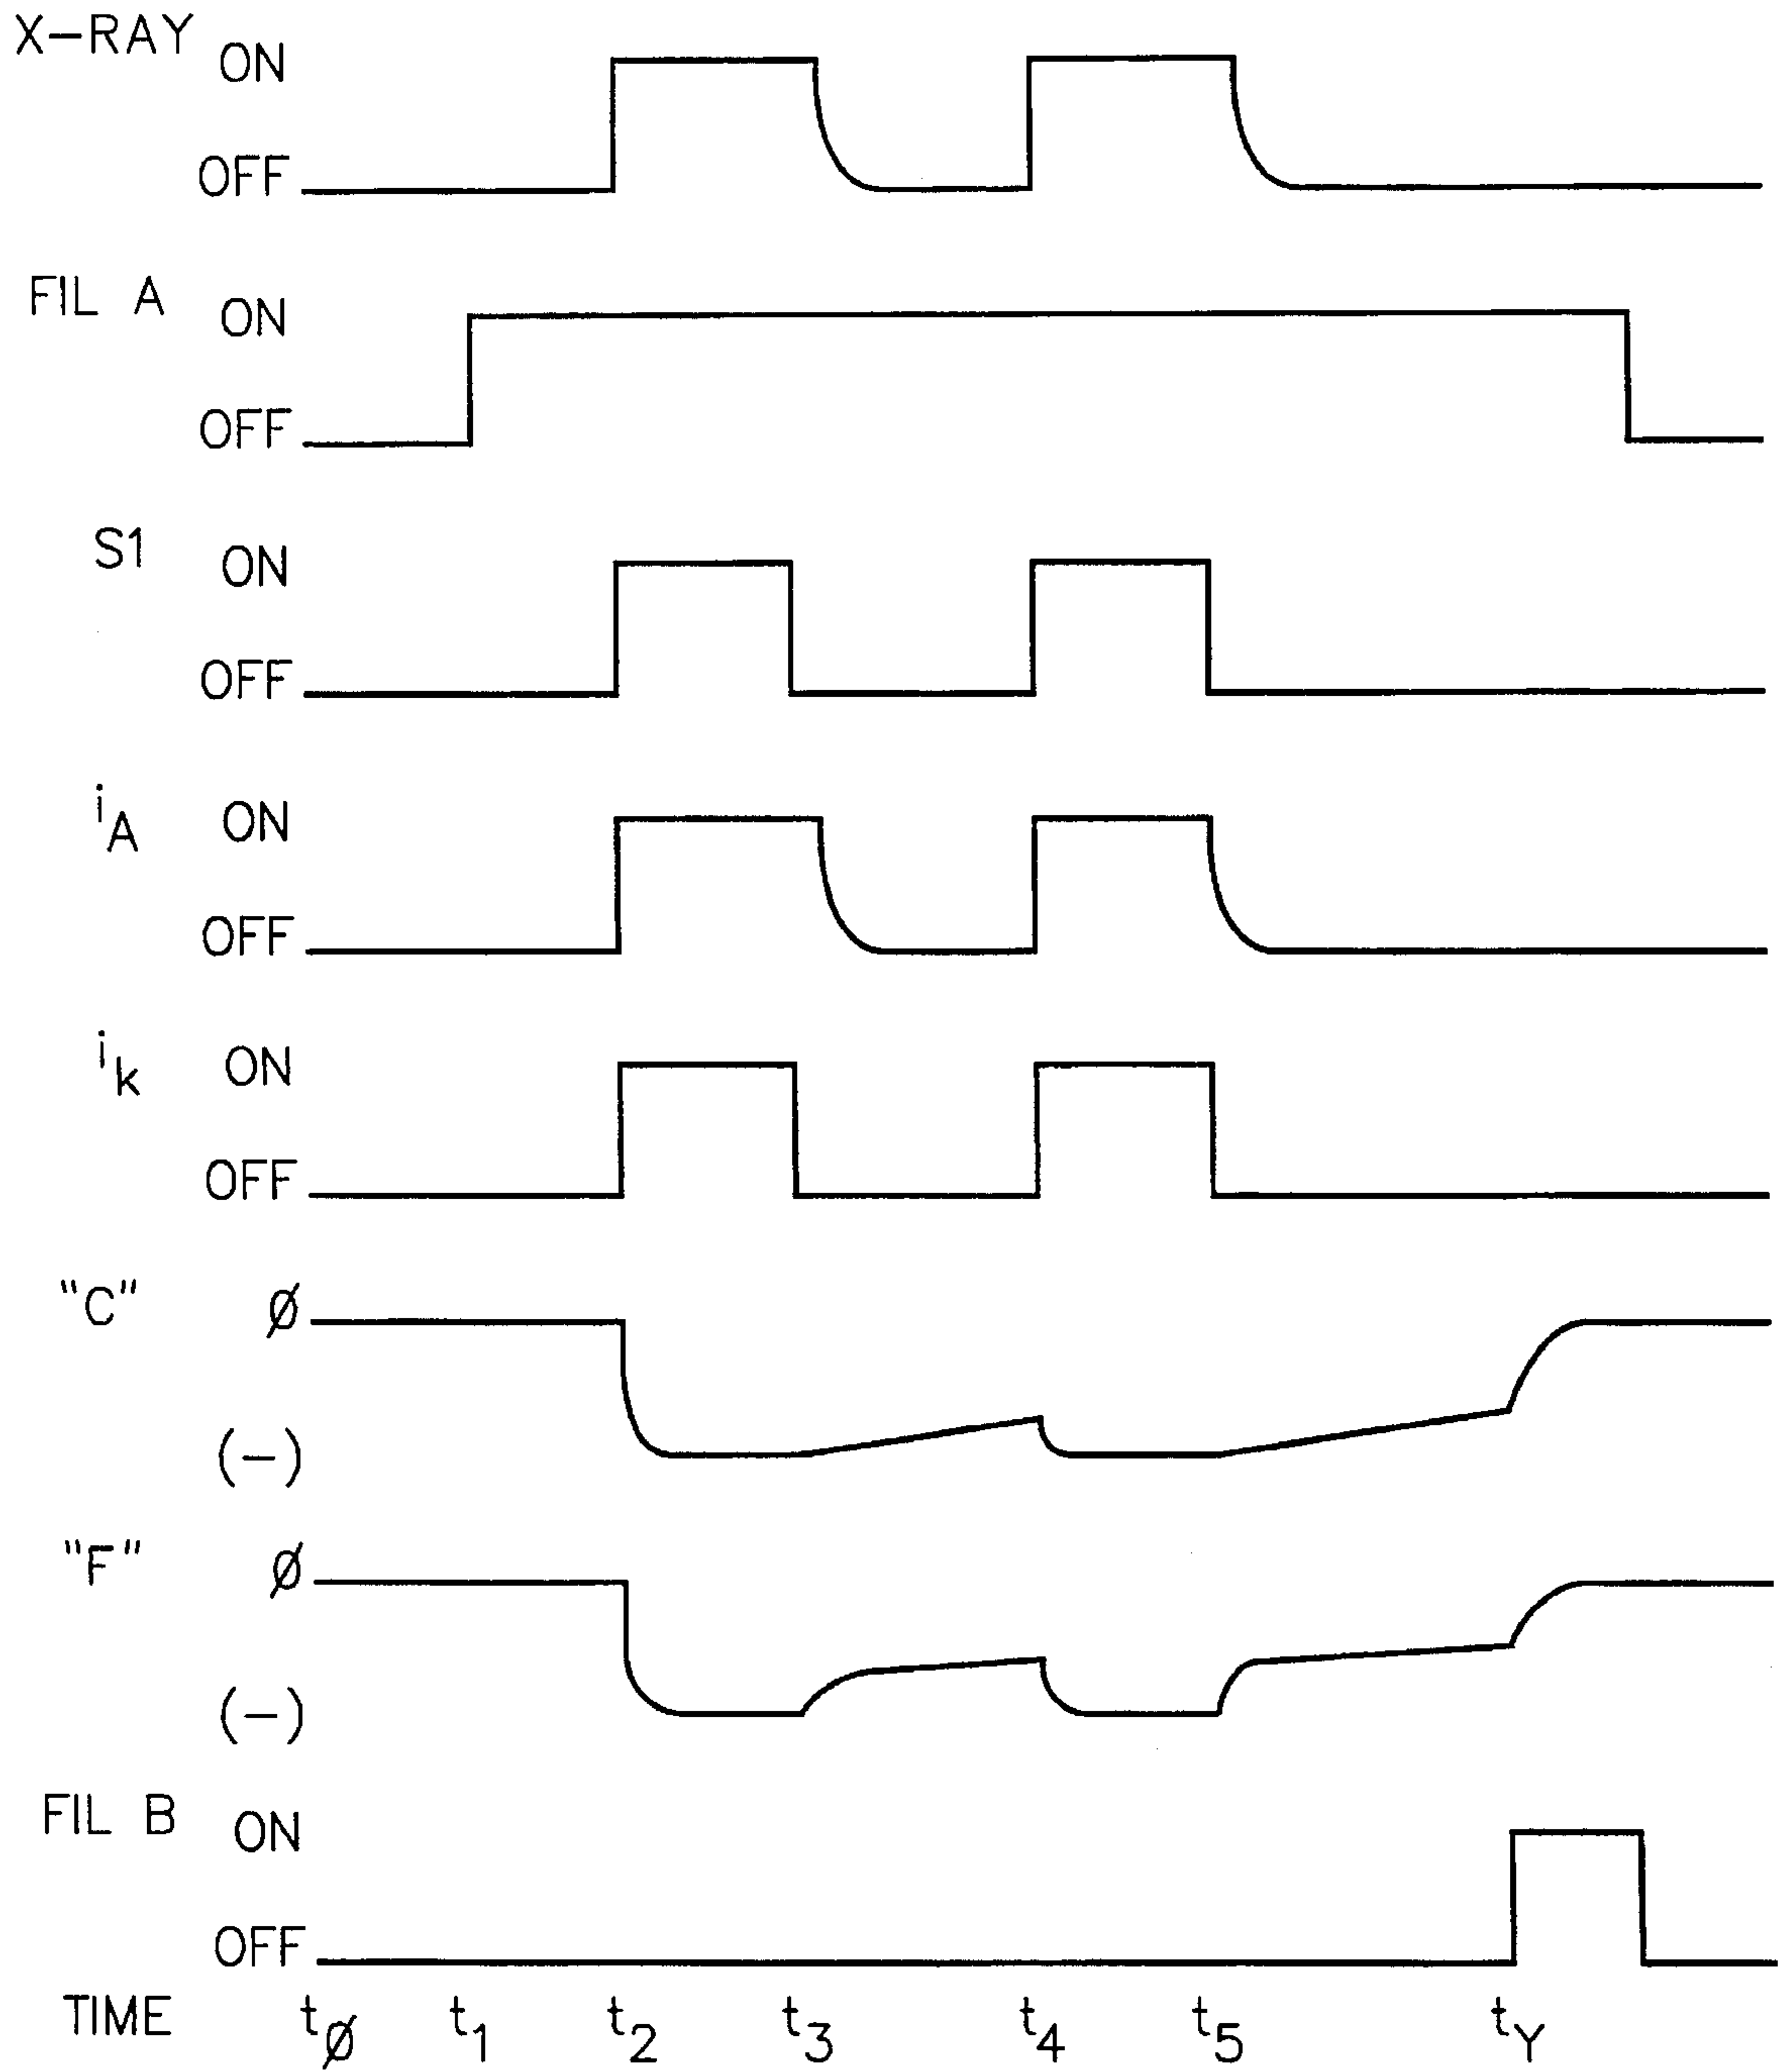 X-RAY ON
OFF
FIL A ON
OFF
S1 ON
OFF
iA ON
OFF
ik ON
OFF
"C" Ø
(-)
"F" Ø
(-)
FIL B ON
OFF
TIME tØ t1 t2 t3 t4 t5 tY